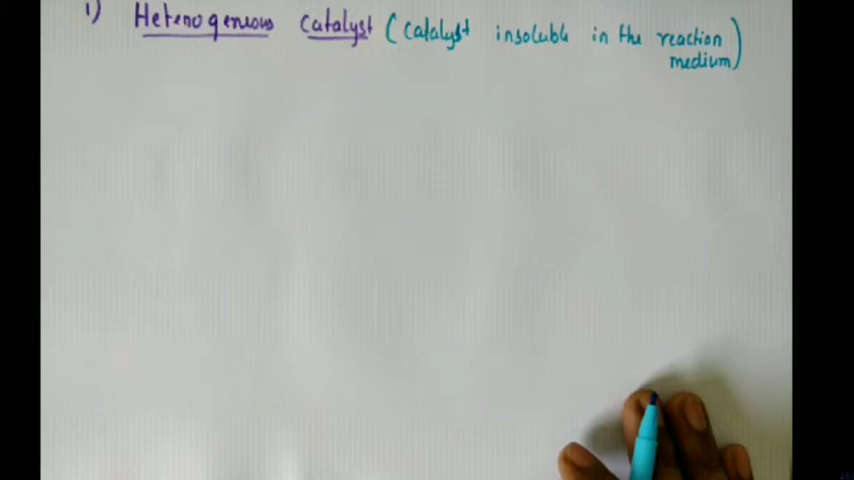 1) Heterogeneous Catalyst (Catalyst insoluble in the reaction
medium)